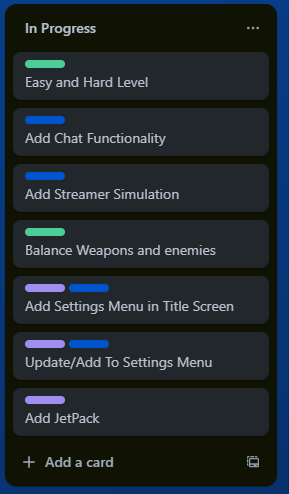 In Progress
Easy and Hard Level
Add Chat Functionality
Add Streamer Simulation
Balance Weapons and enemies
Add Settings Menu in Title Screen
Update/Add To Settings Menu
Add JetPack
Add a card